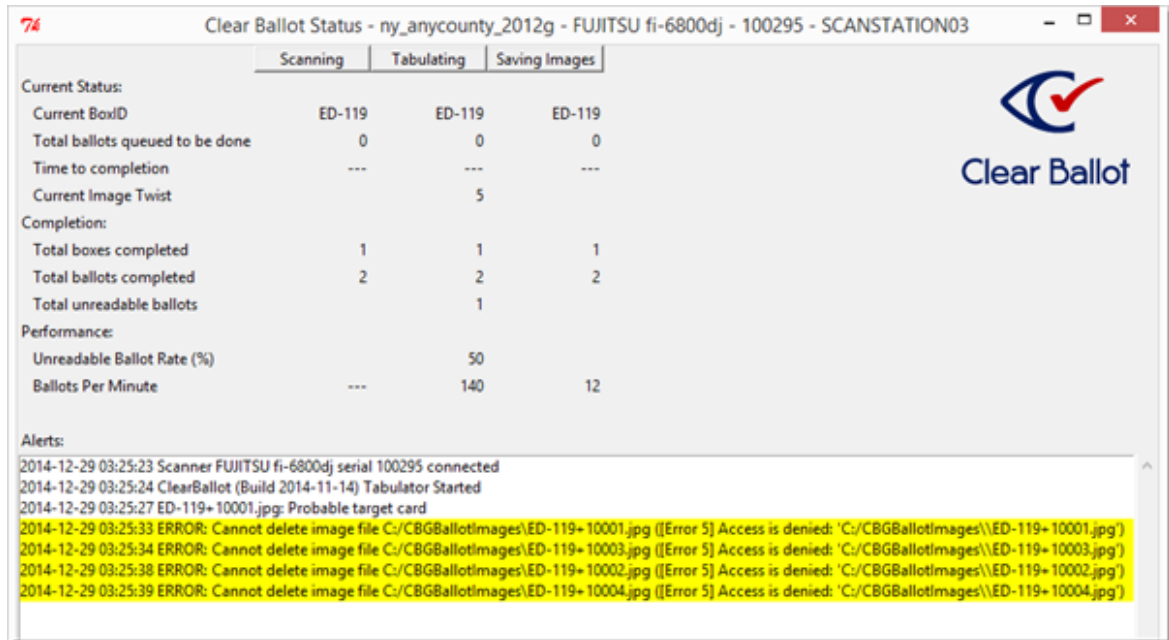 Clear Ballot Status - ny_anycounty_2012g - FUJITSU fi-6800dj - 100295 - SCANSTATION03
Scanning Tabulating Saving Images
Current Status:
Current BoxID ED-119 ED-119 ED-119
Total ballots queued to be done 0 0 0
Time to completion --- --- ---
Current Image Twist 5
Completion:
Total boxes completed 1 1 1
Total ballots completed 2 2 2
Total unreadable ballots 1
Performance:
Unreadable Ballot Rate (%) 50
Ballots Per Minute --- 140 12
Clear Ballot
Alerts:
2014-12-29 03:25:23 Scanner FUJITSU fi-6800dj serial 100295 connected
2014-12-29 03:25:24 ClearBallot (Build 2014-11-14) Tabulator Started
2014-12-29 03:25:27 ED-119+10001.jpg: Probable target card
2014-12-29 03:25:33 ERROR: Cannot delete image file C:/CBGBallotImages\ED-119+10001.jpg ([Error 5] Access is denied: 'C:/CBGBallotImages\\ED-119+10001.jpg')
2014-12-29 03:25:34 ERROR: Cannot delete image file C:/CBGBallotImages\ED-119+10003.jpg ([Error 5] Access is denied: 'C:/CBGBallotImages\\ED-119+10003.jpg')
2014-12-29 03:25:38 ERROR: Cannot delete image file C:/CBGBallotImages\ED-119+10002.jpg ([Error 5] Access is denied: 'C:/CBGBallotImages\\ED-119+10002.jpg')
2014-12-29 03:25:39 ERROR: Cannot delete image file C:/CBGBallotImages\ED-119+10004.jpg ([Error 5] Access is denied: 'C:/CBGBallotImages\\ED-119+10004.jpg')